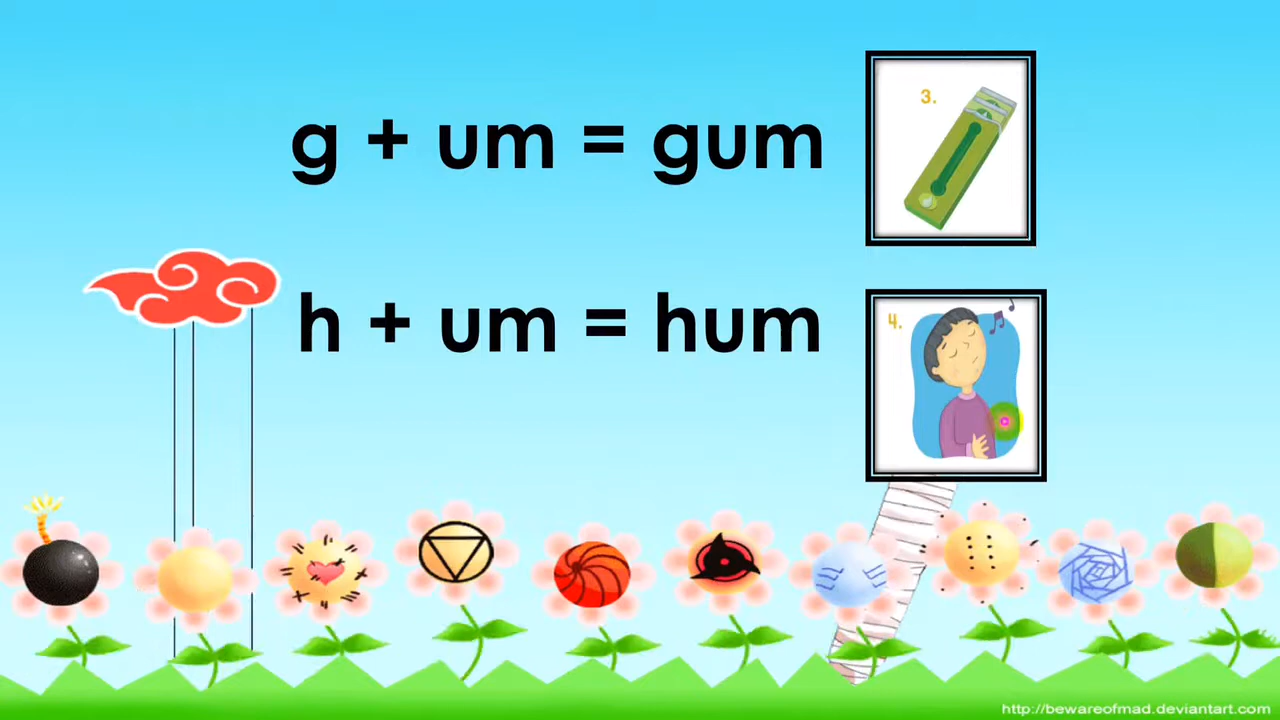 g + um = gum
3.
h + um = hum
4.
http://bewareofmad.deviantart.com